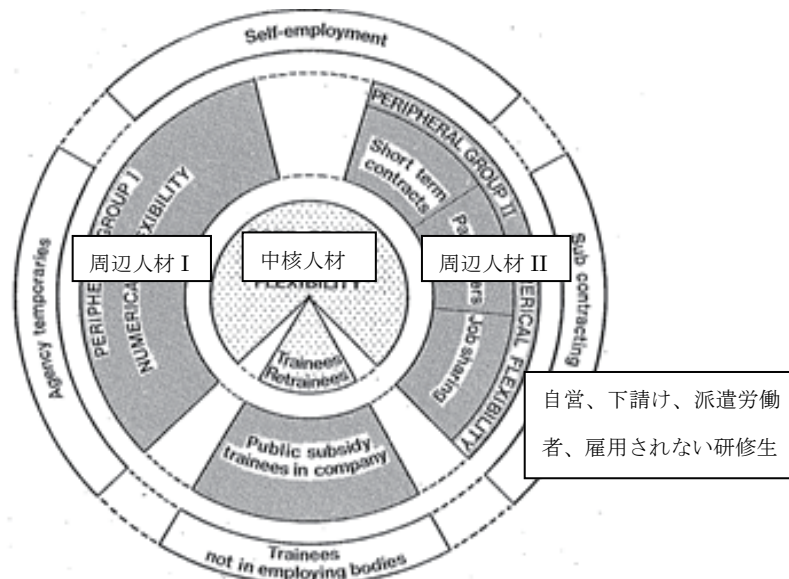 Self-employment
PERIPHERAL GROUP II
Short term
contracts
Job sharing
FLEXIBILITY
Sub contracting
Agency temporaries
NUMERICAL
周辺人材 I
中核人材
周辺人材 II
FLEXIBILITY
Trainees
Retrainees
自営、下請け、派遣労働
者、雇用されない研修生
Public subsidy,
trainees in company
Trainees
not in employing bodies